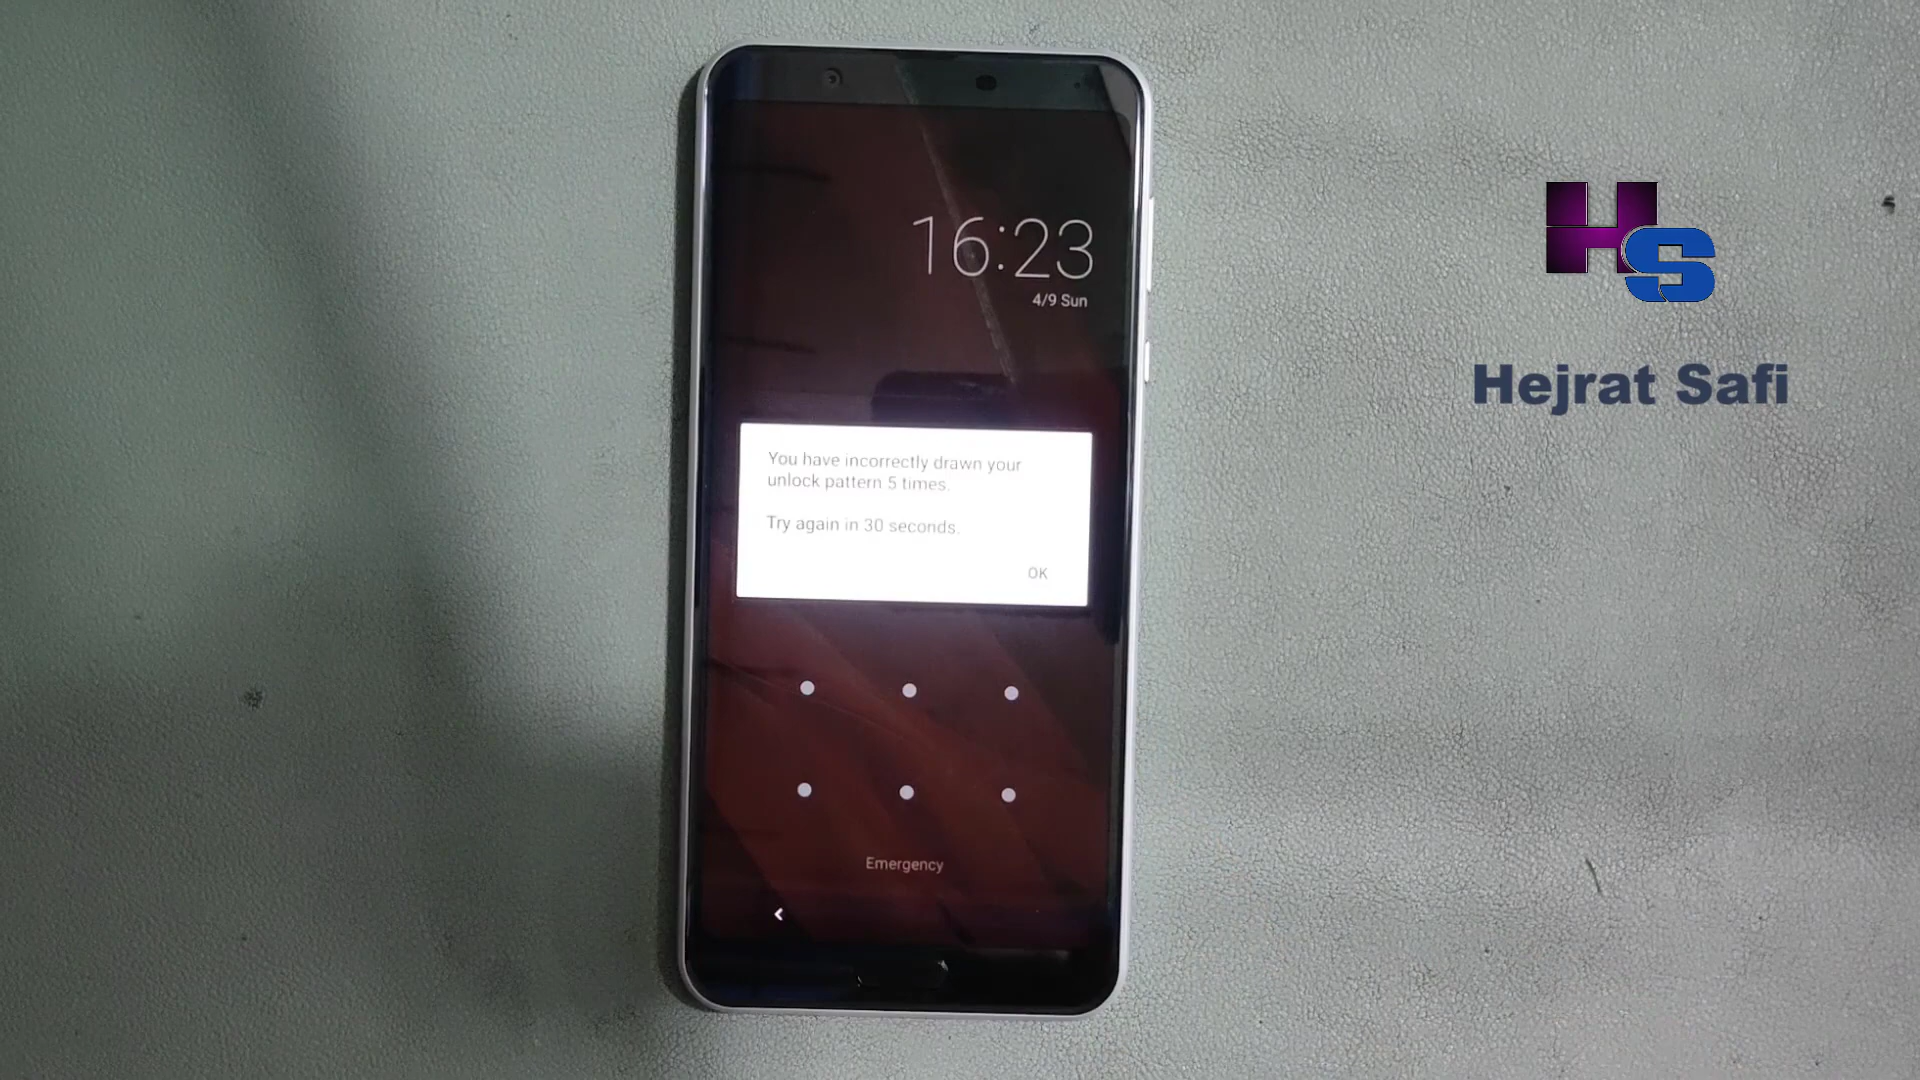 16:23
4/9 Sun
You have incorrectly drawn your
unlock pattern 5 times.
Try again in 30 seconds.
OK
Emergency
HS
Hejrat Safi